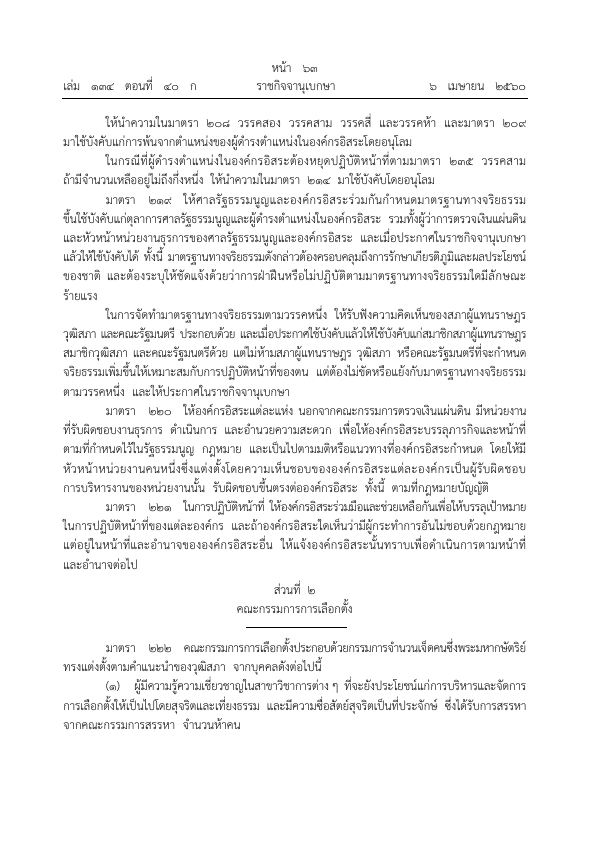 หน้า ๖๓
เล่ม ๑๓๔ ตอนที่ ๔๐ ก ราชกิจจานุเบกษา ๖ เมษายน ๒๕๖๐
ให้นำความในมาตรา ๒๐๘ วรรคสอง วรรคสาม วรรคสี่ และวรรคห้า และมาตรา ๒๐๙
มาใช้บังคับแก่การพ้นจากตำแหน่งของผู้ดำรงตำแหน่งในองค์กรอิสระโดยอนุโลม
ในกรณีที่ผู้ดำรงตำแหน่งในองค์กรอิสระต้องหยุดปฏิบัติหน้าที่ตามมาตรา ๒๓๕ วรรคสาม
ถ้ามีจำนวนเหลืออยู่ไม่ถึงกึ่งหนึ่ง ให้นำความในมาตรา ๒๑๔ มาใช้บังคับโดยอนุโลม
มาตรา ๒๑๙ ให้ศาลรัฐธรรมนูญและองค์กรอิสระร่วมกันกำหนดมาตรฐานทางจริยธรรม
ขึ้นใช้บังคับแก่ตุลาการศาลรัฐธรรมนูญและผู้ดำรงตำแหน่งในองค์กรอิสระ รวมทั้งผู้ว่าการตรวจเงินแผ่นดิน
และหัวหน้าหน่วยงานธุรการของศาลรัฐธรรมนูญและองค์กรอิสระ และเมื่อประกาศในราชกิจจานุเบกษา
แล้วให้ใช้บังคับได้ ทั้งนี้ มาตรฐานทางจริยธรรมดังกล่าวต้องครอบคลุมถึงการรักษาเกียรติภูมิและผลประโยชน์
ของชาติ และต้องระบุให้ชัดแจ้งด้วยว่าการฝ่าฝืนหรือไม่ปฏิบัติตามมาตรฐานทางจริยธรรมใดมีลักษณะ
ร้ายแรง
ในการจัดทำมาตรฐานทางจริยธรรมตามวรรคหนึ่ง ให้รับฟังความคิดเห็นของสภาผู้แทนราษฎร
วุฒิสภา และคณะรัฐมนตรี ประกอบด้วย และเมื่อประกาศใช้บังคับแล้วให้ใช้บังคับแก่สมาชิกสภาผู้แทนราษฎร
สมาชิกวุฒิสภา และคณะรัฐมนตรีด้วย แต่ไม่ห้ามสภาผู้แทนราษฎร วุฒิสภา หรือคณะรัฐมนตรีที่จะกำหนด
จริยธรรมเพิ่มขึ้นให้เหมาะสมกับการปฏิบัติหน้าที่ของตน แต่ต้องไม่ขัดหรือแย้งกับมาตรฐานทางจริยธรรม
ตามวรรคหนึ่ง และให้ประกาศในราชกิจจานุเบกษา
มาตรา ๒๒๐ ให้องค์กรอิสระแต่ละแห่ง นอกจากคณะกรรมการตรวจเงินแผ่นดิน มีหน่วยงาน
ที่รับผิดชอบงานธุรการ ดำเนินการ และอำนวยความสะดวก เพื่อให้องค์กรอิสระบรรลุภารกิจและหน้าที่
ตามที่กำหนดไว้ในรัฐธรรมนูญ กฎหมาย และเป็นไปตามมติหรือแนวทางที่องค์กรอิสระกำหนด โดยให้มี
หัวหน้าหน่วยงานคนหนึ่งซึ่งแต่งตั้งโดยความเห็นชอบขององค์กรอิสระแต่ละองค์กรเป็นผู้รับผิดชอบ
การบริหารงานของหน่วยงานนั้น รับผิดชอบขึ้นตรงต่อองค์กรอิสระ ทั้งนี้ ตามที่กฎหมายบัญญัติ
มาตรา ๒๒๑ ในการปฏิบัติหน้าที่ ให้องค์กรอิสระร่วมมือและช่วยเหลือกันเพื่อให้บรรลุเป้าหมาย
ในการปฏิบัติหน้าที่ของแต่ละองค์กร และถ้าองค์กรอิสระใดเห็นว่ามีผู้กระทำการอันไม่ชอบด้วยกฎหมาย
แต่อยู่ในหน้าที่และอำนาจขององค์กรอิสระอื่น ให้แจ้งองค์กรอิสระนั้นทราบเพื่อดำเนินการตามหน้าที่
และอำนาจต่อไป
ส่วนที่ ๒
คณะกรรมการการเลือกตั้ง
มาตรา ๒๒๒ คณะกรรมการการเลือกตั้งประกอบด้วยกรรมการจำนวนเจ็ดคนซึ่งพระมหากษัตริย์
ทรงแต่งตั้งตามคำแนะนำของวุฒิสภา จากบุคคลดังต่อไปนี้
(๑) ผู้มีความรู้ความเชี่ยวชาญในสาขาวิชาการต่าง ๆ ที่จะยังประโยชน์แก่การบริหารและจัดการ
การเลือกตั้งให้เป็นไปโดยสุจริตและเที่ยงธรรม และมีความซื่อสัตย์สุจริตเป็นที่ประจักษ์ ซึ่งได้รับการสรรหา
จากคณะกรรมการสรรหา จำนวนห้าคน